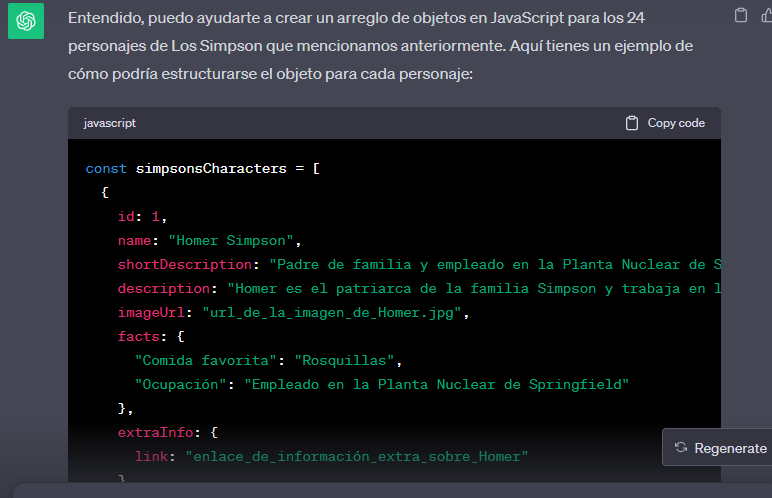 Entendido, puedo ayudarte a crear un arreglo de objetos en JavaScript para los 24
personajes de Los Simpson que mencionamos anteriormente. Aquí tienes un ejemplo de
cómo podría estructurarse el objeto para cada personaje:
javascript Copy code
const simpsonsCharacters = [
{
id: 1,
name: "Homer Simpson",
shortDescription: "Padre de familia y empleado en la Planta Nuclear de S
description: "Homer es el patriarca de la familia Simpson y trabaja en l
imageUrl: "url_de_la_imagen_de_Homer.jpg",
facts: {
"Comida favorita": "Rosquillas",
"Ocupación": "Empleado en la Planta Nuclear de Springfield"
},
extraInfo: {
Regenerate
link: "enlace_de_información_extra_sobre_Homer"
}